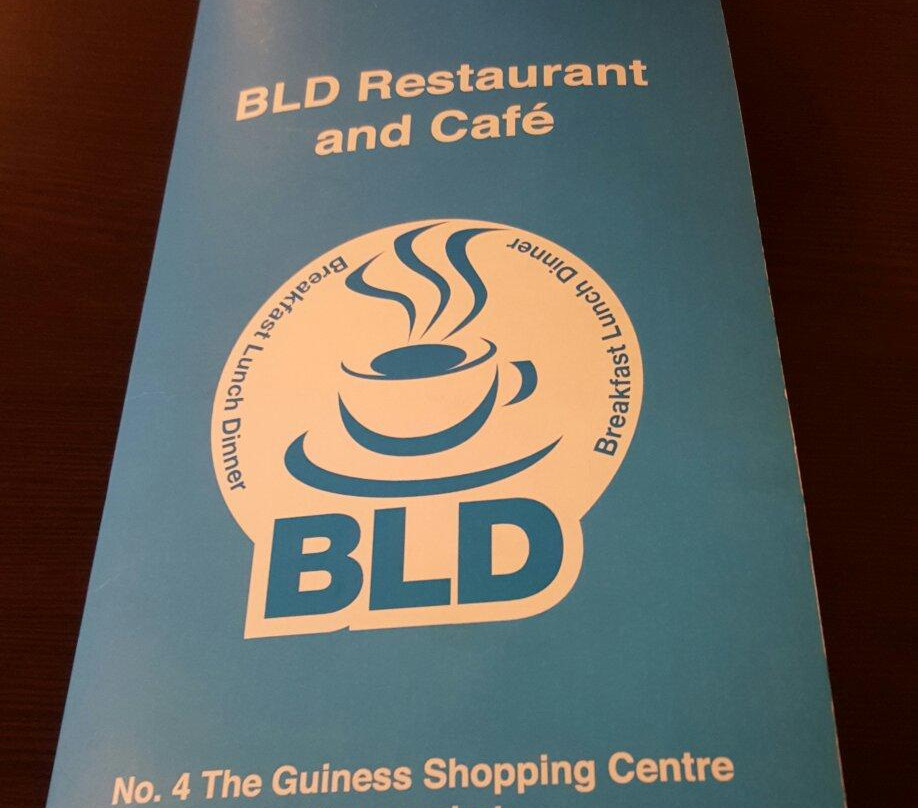 BLD Restaurant
and Café
Breakfast Lunch Dinner
Breakfast Lunch Dinner
BLD
No. 4 The Guiness Shopping Centre